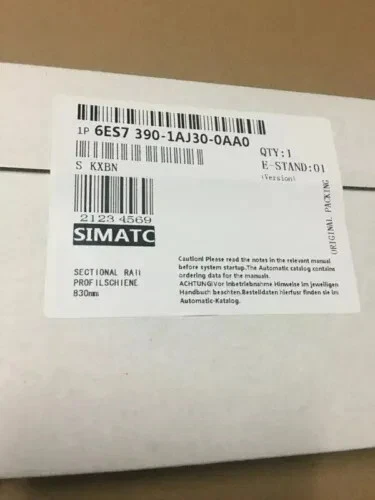 1P 6ES7 390-1AJ30-0AA0
S KXBN
QTY:1
E-STAND:01
(Version)
ORIGINAL PACKING
2123 4569
SIMATC
SECTIONAL RAIl
PROFILSCHIENE
830mm
Caution! Please read the notes in the relevant manual
before system startup.The Automatic catalog contains
ordering data for the manuals.
ACHTUNG!Vor Inbetriebnahme Hinweise im jeweiligen
Handbuch beachten.Bestelldaten hierfur finden sie im
Automatic-Katalog.